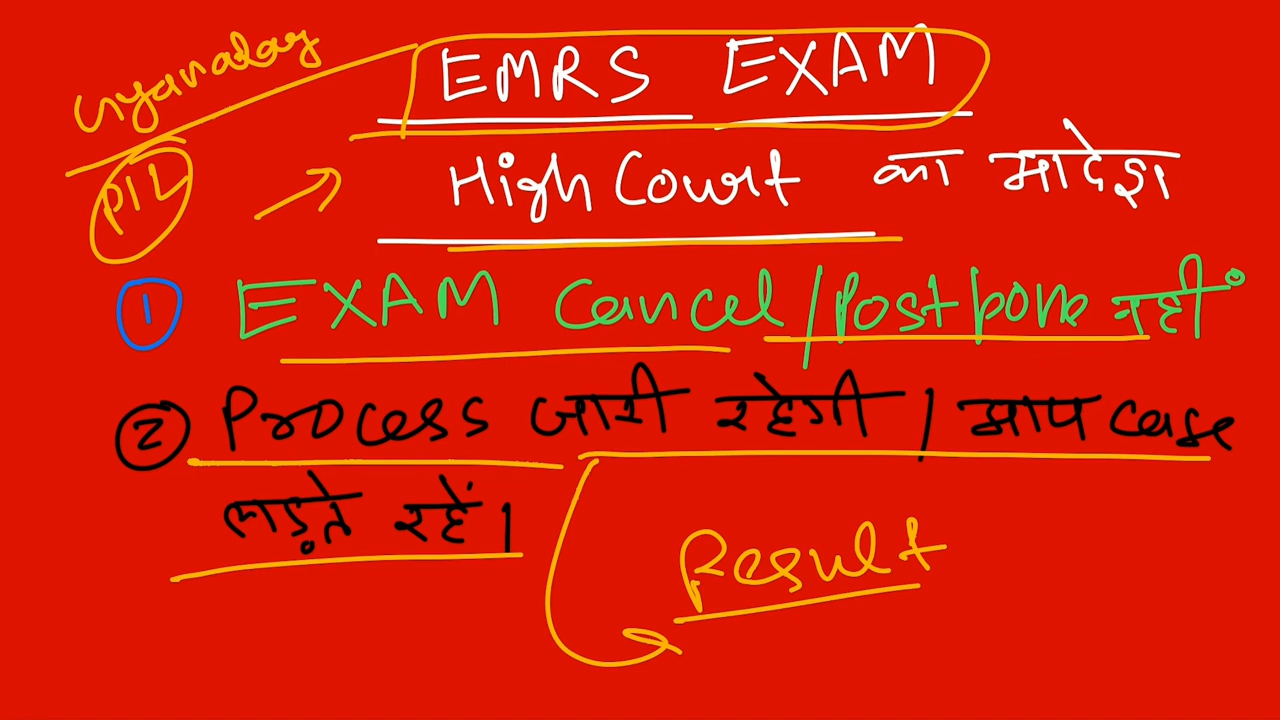 Gyanalay
EMRS EXAM
PIL → High Court का आदेश
① EXAM Cancel/Postpone नहीं
② Process जारी रहेगी। आप case
लड़ते रहें।
Result